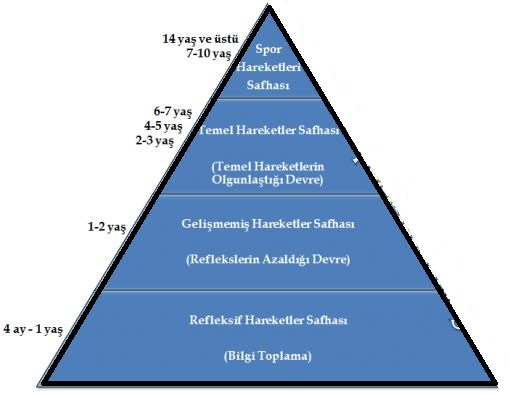 14 yaş ve üstü
7-10 yaş
Spor
Hareketleri
Safhası
6-7 yaş
4-5 yaş
2-3 yaş
Temel Hareketler Safhası
(Temel Hareketlerin
Olgunlaştığı Devre)
1-2 yaş
Gelişmemiş Hareketler Safhası
(Reflekslerin Azaldığı Devre)
4 ay - 1 yaş
Refleksif Hareketler Safhası
(Bilgi Toplama)